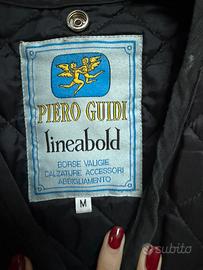 PIERO GUIDI
lineabold
BORSE VALIGIE
CALZATURE ACCESSORI
ABBIGLIAMENTO
M
subito